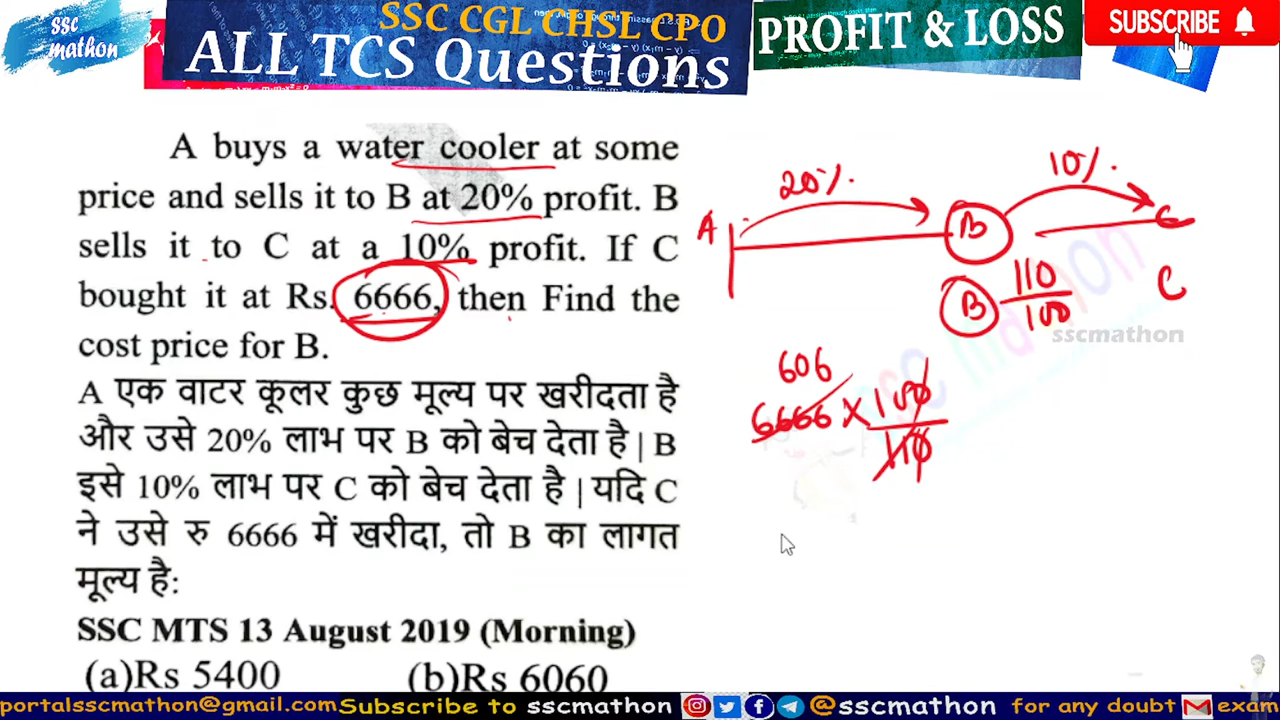 SSC
mathon
SSC CGL CHSL CPO
ALL TCS Questions
PROFIT & LOSS
SUBSCRIBE
A buys a water cooler at some
price and sells it to B at 20% profit. B
sells it to C at a 10% profit. If C
bought it at Rs. 6666, then Find the
cost price for B.
A एक वाटर कूलर कुछ मूल्य पर खरीदता है
और उसे 20% लाभ पर B को बेच देता है | B
इसे 10% लाभ पर C को बेच देता है | यदि C
ने उसे रु 6666 में खरीदा, तो B का लागत
मूल्य है:
SSC MTS 13 August 2019 (Morning)
(a)Rs 5400 (b)Rs 6060
20% 10%
A B C
B 110 C
100
sscmathon
606
6666 × 100
110
portalsscmathon@gmail.com Subscribe to sscmathon @sscmathon for any doubt exam